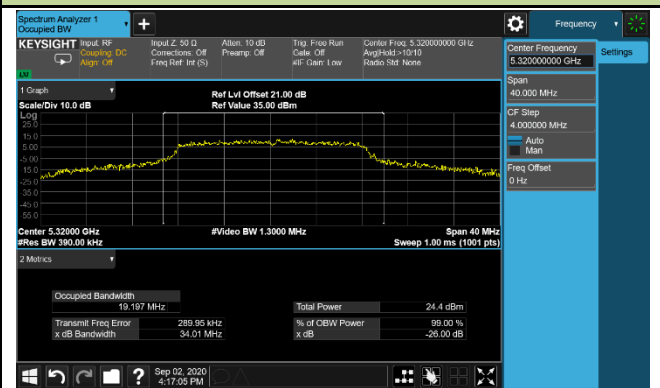 Spectrum Analyzer 1
Occupied BW
+
Frequency
KEYSIGHT
Input: RF
Coupling: DC
Align: Off
Input Z: 50 Ω
Corrections: Off
Freq Ref: Int (S)
Atten: 10 dB
Preamp: Off
Trig: Free Run
Gate: Off
#IF Gain: Low
Center Freq: 5.320000000 GHz
Avg|Hold:>10/10
Radio Std: None
Center Frequency
5.320000000 GHz
Settings
Span
40.000 MHz
CF Step
4.000000 MHz
Auto
Man
Freq Offset
0 Hz
1 Graph
Scale/Div 10.0 dB
Ref Lvl Offset 21.00 dB
Ref Value 35.00 dBm
Log
25.0
15.0
5.00
-5.00
-15.0
-25.0
-35.0
-45.0
-55.0
Center 5.32000 GHz
#Video BW 1.3000 MHz
Span 40 MHz
#Res BW 390.00 kHz
Sweep 1.00 ms (1001 pts)
2 Metrics
Occupied Bandwidth
19.197 MHz
Total Power
24.4 dBm
Transmit Freq Error
289.95 kHz
% of OBW Power
99.00 %
x dB Bandwidth
34.01 MHz
x dB
-26.00 dB
?
Sep 02, 2020
4:17:05 PM